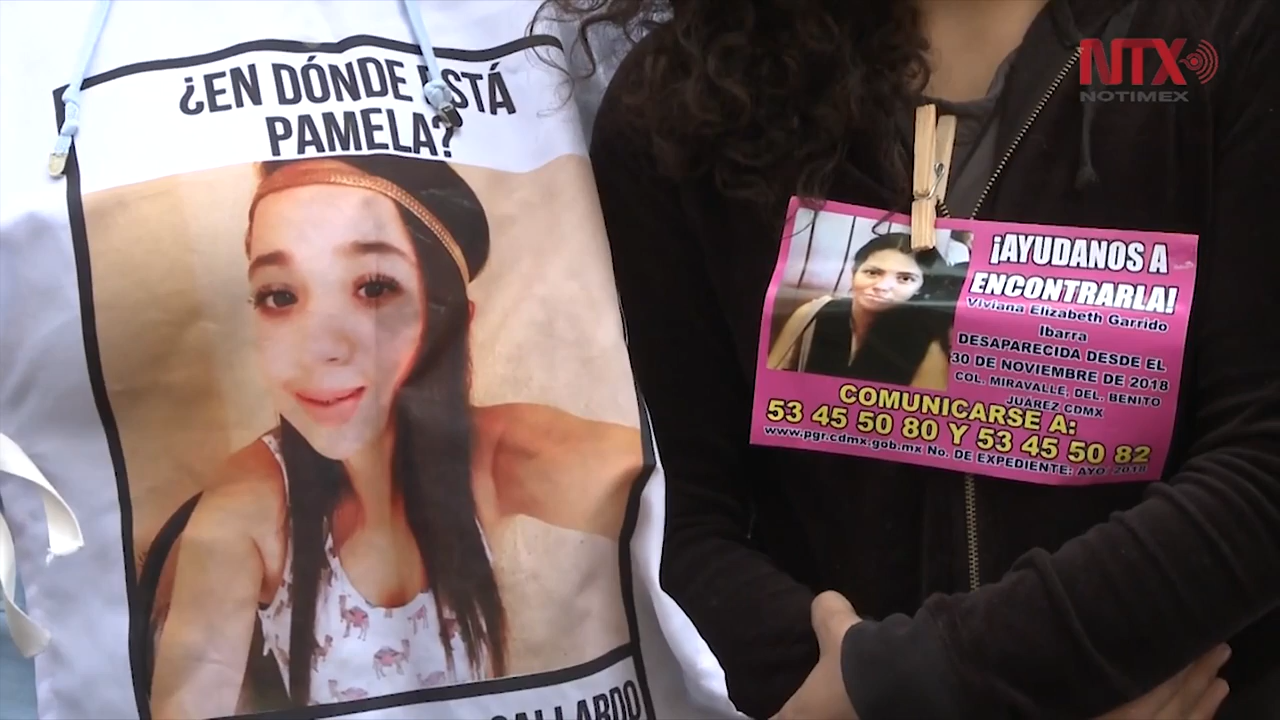 ¿EN DÓNDE ESTÁ
PAMELA?
GALLARDO
NTX
NOTIMEX
¡AYUDANOS A
ENCONTRARLA!
Viviana Elizabeth Garrido
Ibarra
DESAPARECIDA DESDE EL
30 DE NOVIEMBRE DE 2018
COL. MIRAVALLE, DEL. BENITO
JUÁREZ CDMX
COMUNICARSE A:
53 45 50 80 Y 53 45 50 82
www.pgr.cdmx.gob.mx No. DE EXPEDIENTE: AYO 2018